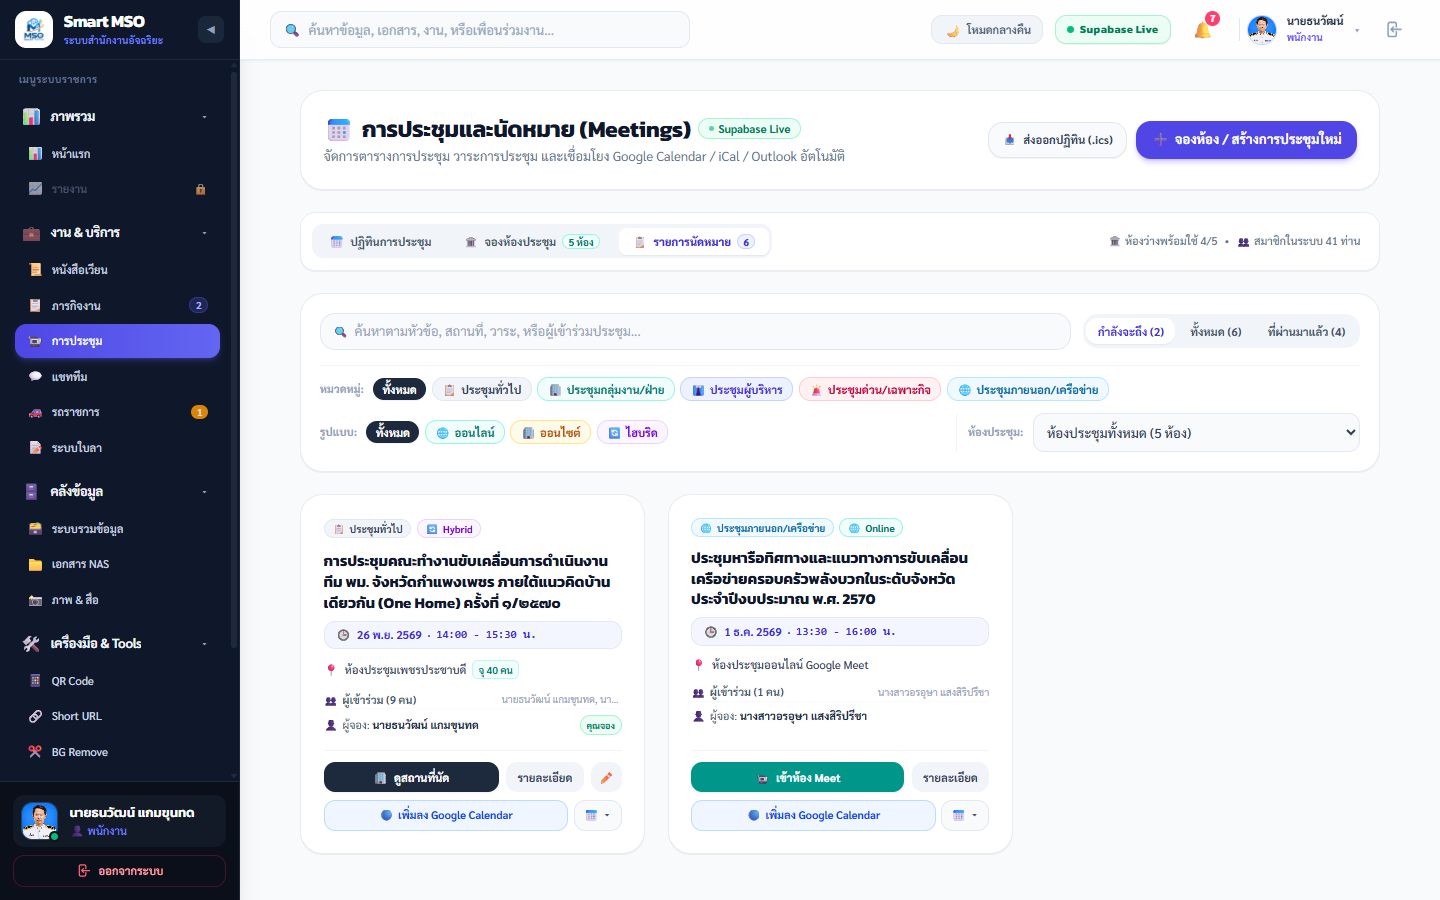 Smart MSO
ระบบสำนักงานอัจฉริยะ
ค้นหาข้อมูล, เอกสาร, งาน, หรือเพื่อนร่วมงาน...
โหมดกลางคืน
Supabase Live
7
นายธนวัฒน์
พนักงาน
เมนูระบบราชการ
ภาพรวม
หน้าแรก
รายงาน
งาน & บริการ
หนังสือเวียน
ภารกิจงาน 2
การประชุม
แชททีม
รถราชการ 1
ระบบใบลา
คลังข้อมูล
ระบบรวมข้อมูล
เอกสาร NAS
ภาพ & สื่อ
เครื่องมือ & Tools
QR Code
Short URL
BG Remove
นายธนวัฒน์ แกมขุนทด
พนักงาน
ออกจากระบบ
การประชุมและนัดหมาย (Meetings) Supabase Live
จัดการตารางการประชุม วาระการประชุม และเชื่อมโยง Google Calendar / iCal / Outlook อัตโนมัติ
ส่งออกปฏิทิน (.ics)
จองห้อง / สร้างการประชุมใหม่
ปฏิทินการประชุม
จองห้องประชุม 5 ห้อง
รายการนัดหมาย 6
ห้องว่างพร้อมใช้ 4/5 • สมาชิกในระบบ 41 ท่าน
ค้นหาตามหัวข้อ, สถานที่, วาระ, หรือผู้เข้าร่วมประชุม...
กำลังจะถึง (2)
ทั้งหมด (6)
ที่ผ่านมาแล้ว (4)
หมวดหมู่: ทั้งหมด ประชุมทั่วไป ประชุมกลุ่มงาน/ฝ่าย ประชุมผู้บริหาร ประชุมด่วน/เฉพาะกิจ ประชุมภายนอก/เครือข่าย
รูปแบบ: ทั้งหมด ออนไลน์ ออนไซต์ ไฮบริด
ห้องประชุม: ห้องประชุมทั้งหมด (5 ห้อง)
ประชุมทั่วไป Hybrid
การประชุมคณะทำงานขับเคลื่อนการดำเนินงาน
ทีม พม. จังหวัดกำแพงเพชร ภายใต้แนวคิดบ้าน
เดียวกัน (One Home) ครั้งที่ ๑/๒๕๗๐
26 พ.ย. 2569 · 14:00 - 15:30 น.
ห้องประชุมเพชรประชาบดี จุ 40 คน
ผู้เข้าร่วม (9 คน) นายธนวัฒน์ แกมขุนทด, นา...
ผู้จอง: นายธนวัฒน์ แกมขุนทด คุณจอง
ดูสถานที่นัด
รายละเอียด
เพิ่มลง Google Calendar
ประชุมภายนอก/เครือข่าย Online
ประชุมหารือทิศทางและแนวทางการขับเคลื่อน
เครือข่ายครอบครัวพลังบวกในระดับจังหวัด
ประจำปีงบประมาณ พ.ศ. 2570
1 ธ.ค. 2569 · 13:30 - 16:00 น.
ห้องประชุมออนไลน์ Google Meet
ผู้เข้าร่วม (1 คน) นางสาวอรอุษา แสงสิริปรีชา
ผู้จอง: นางสาวอรอุษา แสงสิริปรีชา
เข้าห้อง Meet
รายละเอียด
เพิ่มลง Google Calendar